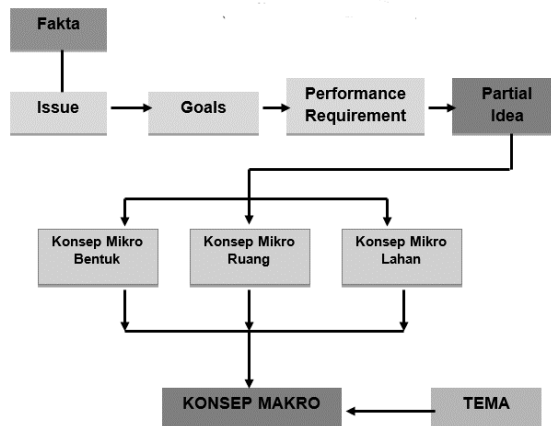 Fakta
Issue
Goals
Performance
Requirement
Partial
Idea
Konsep Mikro
Bentuk
Konsep Mikro
Ruang
Konsep Mikro
Lahan
KONSEP MAKRO
TEMA